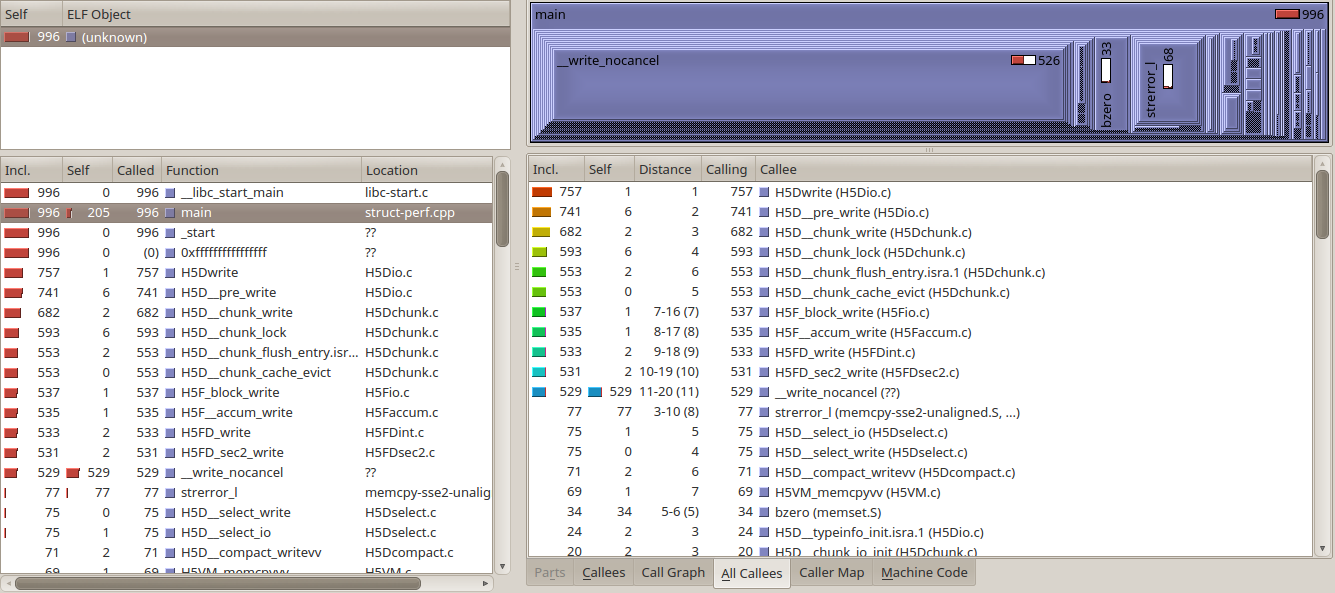 Self ELF Object
996 (unknown)
main 996
__write_nocancel 526
bzero 33
strerror_l 68
Incl. Self Called Function Location
996 0 996 __libc_start_main libc-start.c
996 205 996 main struct-perf.cpp
996 0 996 _start ??
996 0 (0) 0xffffffffffffffff ??
757 1 757 H5Dwrite H5Dio.c
741 6 741 H5D__pre_write H5Dio.c
682 2 682 H5D__chunk_write H5Dchunk.c
593 6 593 H5D__chunk_lock H5Dchunk.c
553 2 553 H5D__chunk_flush_entry.isr... H5Dchunk.c
553 0 553 H5D__chunk_cache_evict H5Dchunk.c
537 1 537 H5F_block_write H5Fio.c
535 1 535 H5F__accum_write H5Faccum.c
533 2 533 H5FD_write H5FDint.c
531 2 531 H5FD_sec2_write H5FDsec2.c
529 529 529 __write_nocancel ??
77 77 77 strerror_l memcpy-sse2-unalig
75 0 75 H5D__select_write H5Dselect.c
75 1 75 H5D__select_io H5Dselect.c
71 2 71 H5D__compact_writevv H5Dcompact.c
69 1 69 H5VM_memcpyvv H5VM.c
Incl. Self Distance Calling Callee
757 1 1 757 H5Dwrite (H5Dio.c)
741 6 2 741 H5D__pre_write (H5Dio.c)
682 2 3 682 H5D__chunk_write (H5Dchunk.c)
593 6 4 593 H5D__chunk_lock (H5Dchunk.c)
553 2 6 553 H5D__chunk_flush_entry.isra.1 (H5Dchunk.c)
553 0 5 553 H5D__chunk_cache_evict (H5Dchunk.c)
537 1 7-16 (7) 537 H5F_block_write (H5Fio.c)
535 1 8-17 (8) 535 H5F__accum_write (H5Faccum.c)
533 2 9-18 (9) 533 H5FD_write (H5FDint.c)
531 2 10-19 (10) 531 H5FD_sec2_write (H5FDsec2.c)
529 529 11-20 (11) 529 __write_nocancel (??)
77 77 3-10 (8) 77 strerror_l (memcpy-sse2-unaligned.S, ...)
75 1 5 75 H5D__select_io (H5Dselect.c)
75 0 4 75 H5D__select_write (H5Dselect.c)
71 2 6 71 H5D__compact_writevv (H5Dcompact.c)
69 1 7 69 H5VM_memcpyvv (H5VM.c)
34 34 5-6 (5) 34 bzero (memset.S)
24 2 3 24 H5D__typeinfo_init.isra.1 (H5Dio.c)
20 2 3 20 H5D__chunk_io_init (H5Dchunk.c)
Parts Callees Call Graph All Callees Caller Map Machine Code